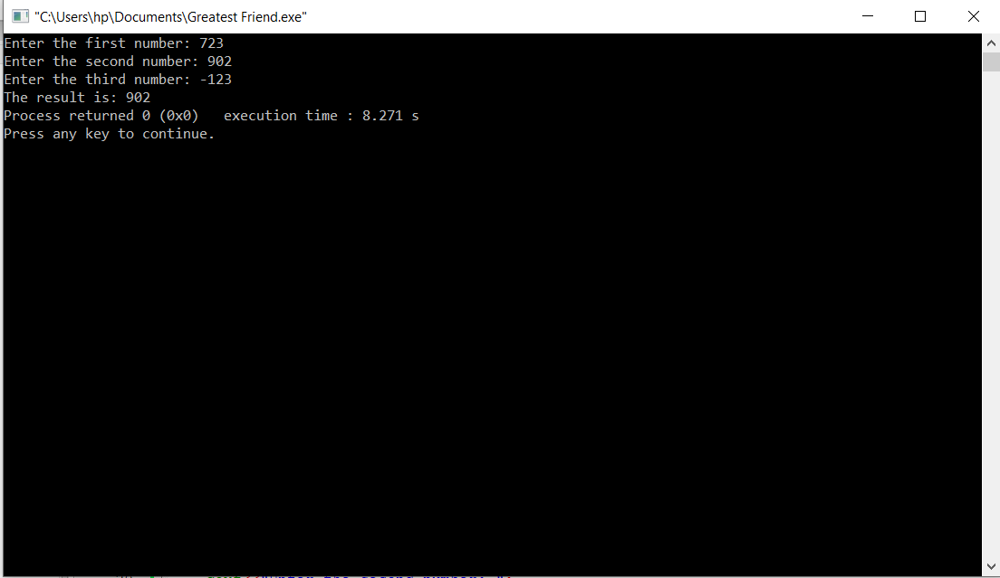 "C:\Users\hp\Documents\Greatest Friend.exe"
Enter the first number: 723
Enter the second number: 902
Enter the third number: -123
The result is: 902
Process returned 0 (0x0)   execution time : 8.271 s
Press any key to continue.